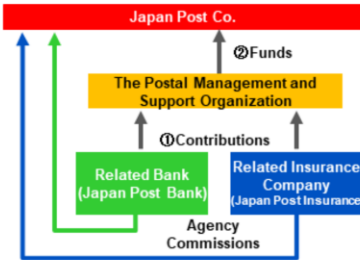 Japan Post Co.
②Funds
The Postal Management and
Support Organization
①Contributions
Related Bank
(Japan Post Bank)
Related Insurance
Company
(Japan Post Insurance)
Agency
Commissions